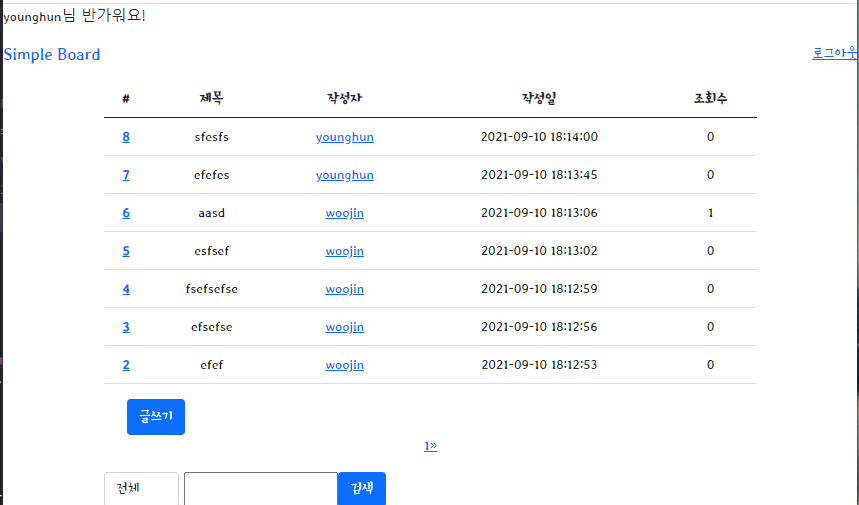 younghun님 반가워요!
Simple Board 로그아웃
# 제목 작성자 작성일 조회수
8 sfesfs younghun 2021-09-10 18:14:00 0
7 efefes younghun 2021-09-10 18:13:45 0
6 aasd woojin 2021-09-10 18:13:06 1
5 esfsef woojin 2021-09-10 18:13:02 0
4 fsefsefse woojin 2021-09-10 18:12:59 0
3 efsefse woojin 2021-09-10 18:12:56 0
2 efef woojin 2021-09-10 18:12:53 0
글쓰기
1»
전체 검색